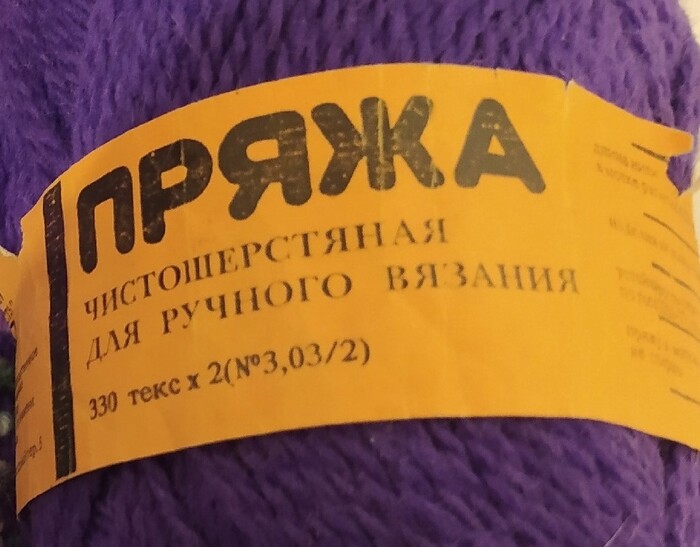 ПРЯЖА
ЧИСТОШЕРСТЯНАЯ
ДЛЯ РУЧНОГО ВЯЗАНИЯ
330 текс x 2(№3,03/2)